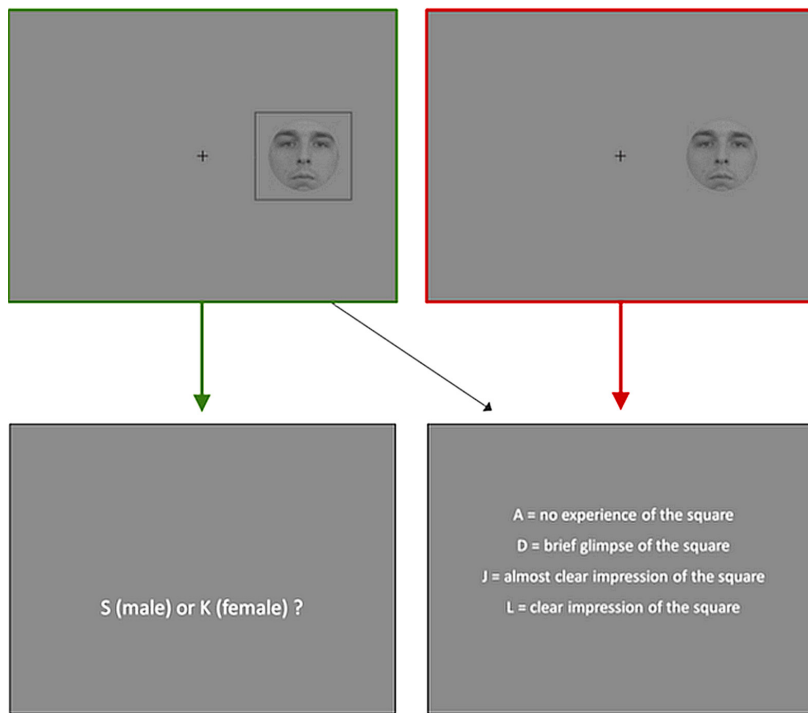 S (male) or K (female) ?
A = no experience of the square
D = brief glimpse of the square
J = almost clear impression of the square
L = clear impression of the square